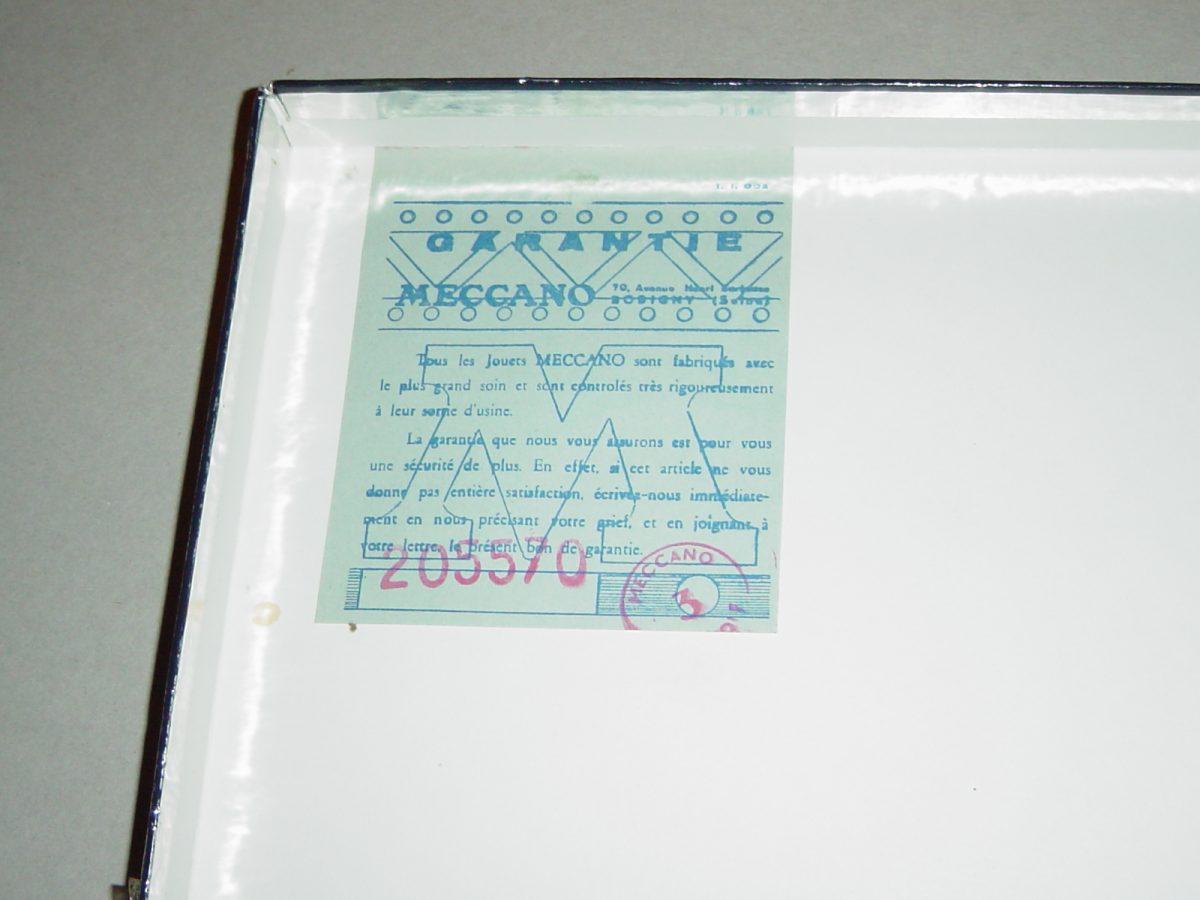 GARANTIE
MECCANO 70, Avenue Henri Barbusse
BOBIGNY (Seine)
Tous les Jouets MECCANO sont fabriqués avec
le plus grand soin et sont contrôlés très rigoureusement
à leur sortie d'usine.
La garantie que nous vous assurons est pour vous
une sécurité de plus. En effet, si cet article ne vous
donne pas entière satisfaction, écrivez-nous immédiate-
ment en nous précisant votre grief, et en joignant à
votre lettre, le présent bon de garantie.
205570
MECCANO
3